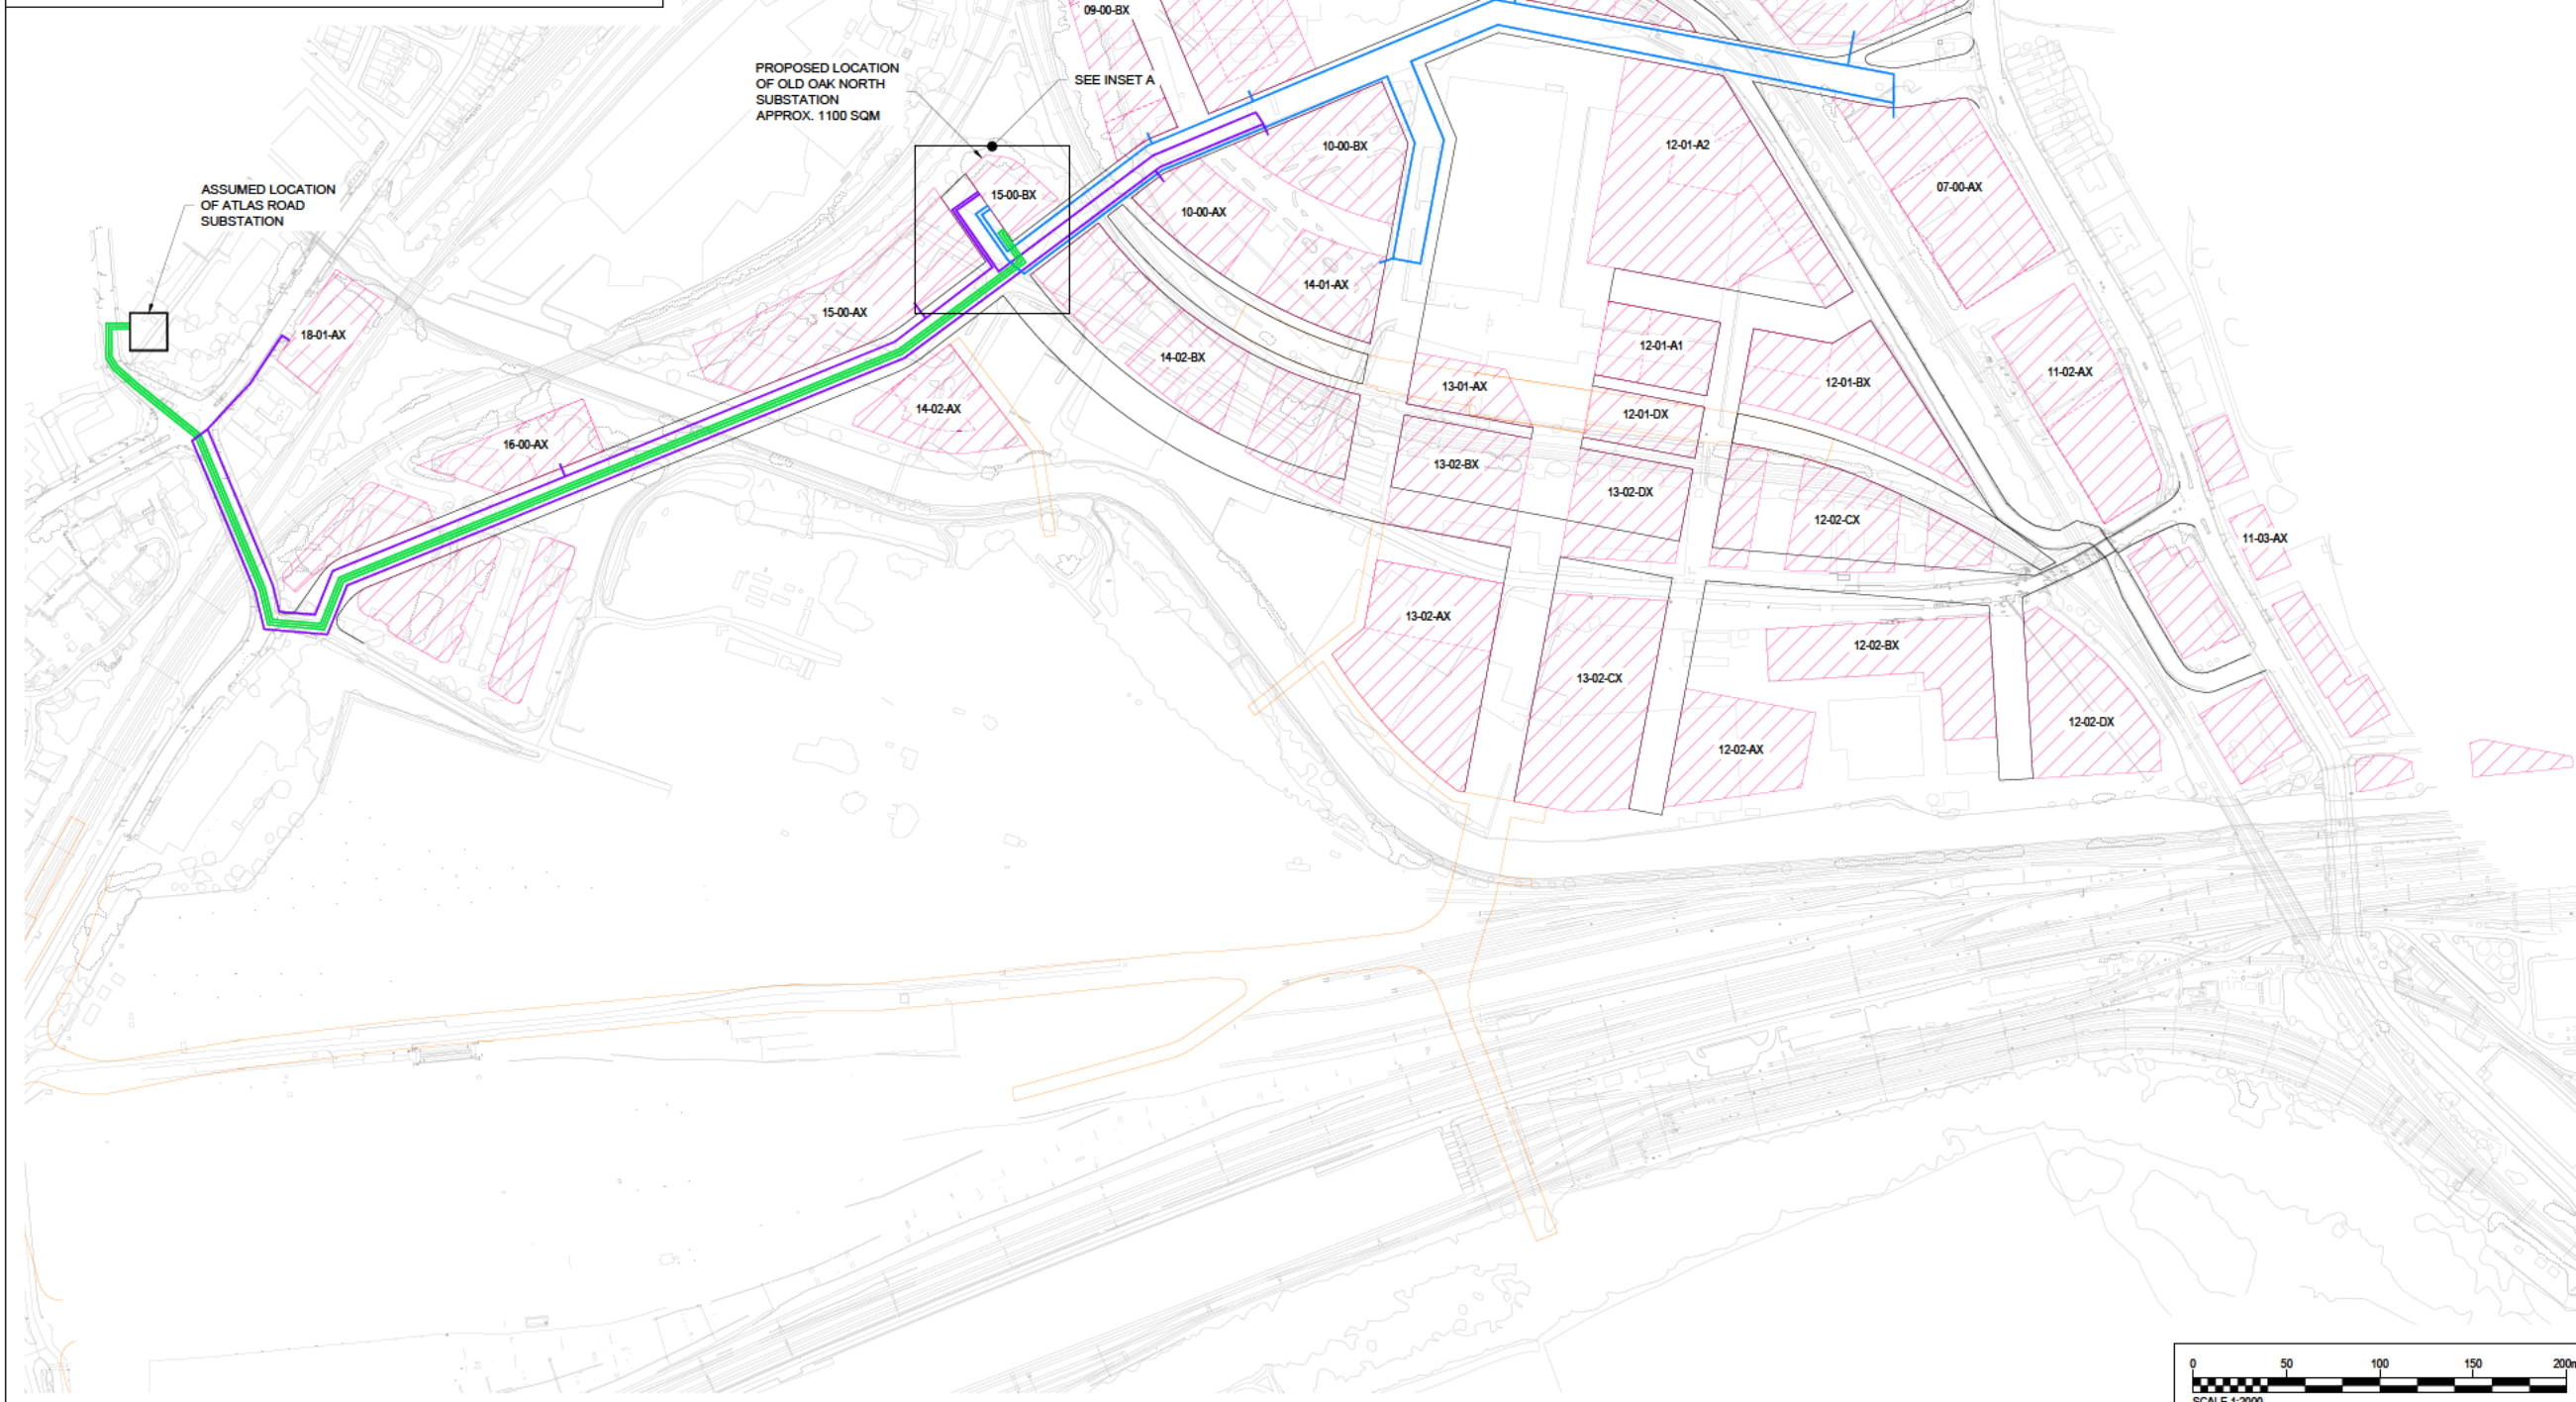 09-00-BX
PROPOSED LOCATION
OF OLD OAK NORTH
SUBSTATION
APPROX. 1100 SQM
SEE INSET A
10-00-BX
12-01-A2
ASSUMED LOCATION
OF ATLAS ROAD
SUBSTATION
15-00-BX
07-00-AX
10-00-AX
14-01-AX
15-00-AX
18-01-AX
12-01-A1
14-02-BX
13-01-AX
12-01-BX
11-02-AX
14-02-AX
12-01-DX
16-00-AX
13-02-BX
13-02-DX
12-02-CX
11-03-AX
13-02-AX
12-02-BX
13-02-CX
12-02-DX
12-02-AX
0 50 100 150 200m
SCALE 1:2000